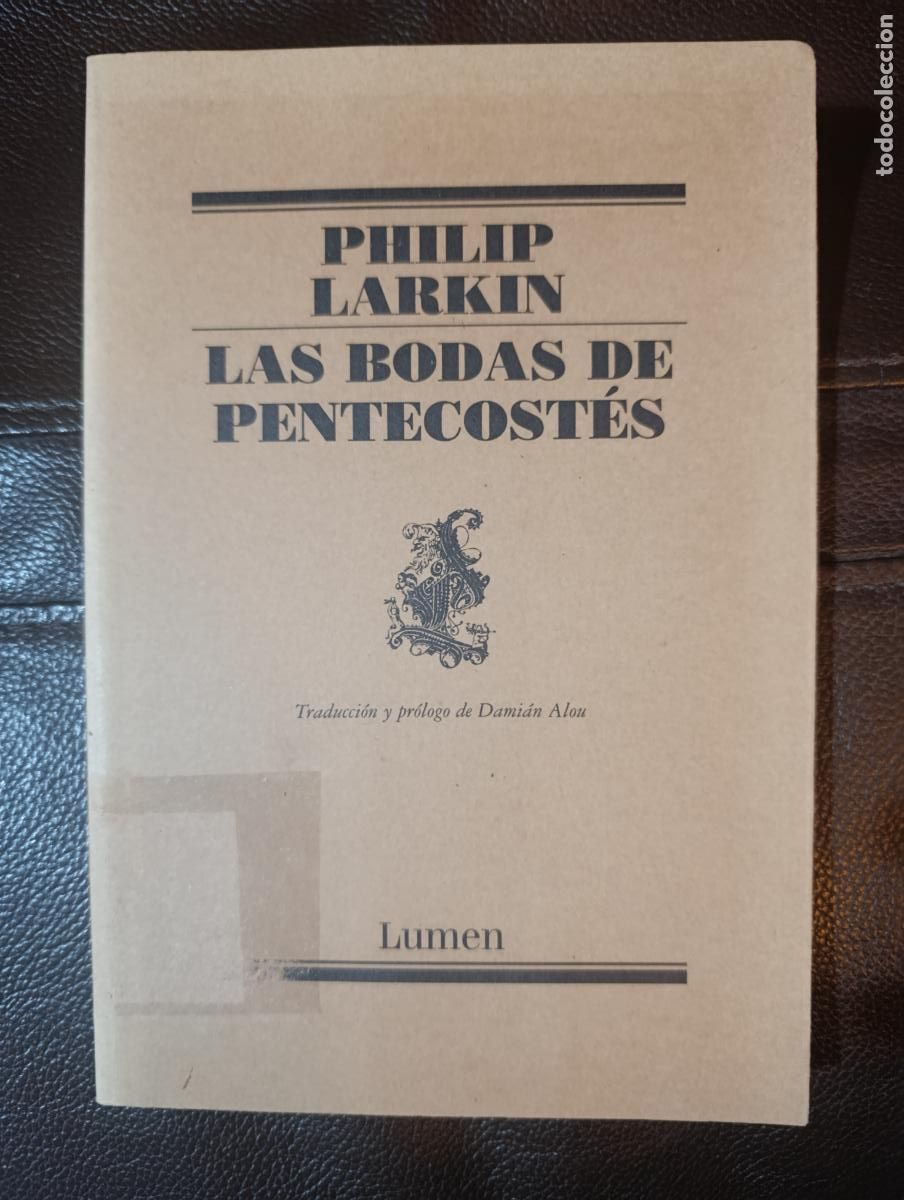 todocoleccion
PHILIP
LARKIN
LAS BODAS DE
PENTECOSTÉS
Traducción y prólogo de Damián Alou
Lumen